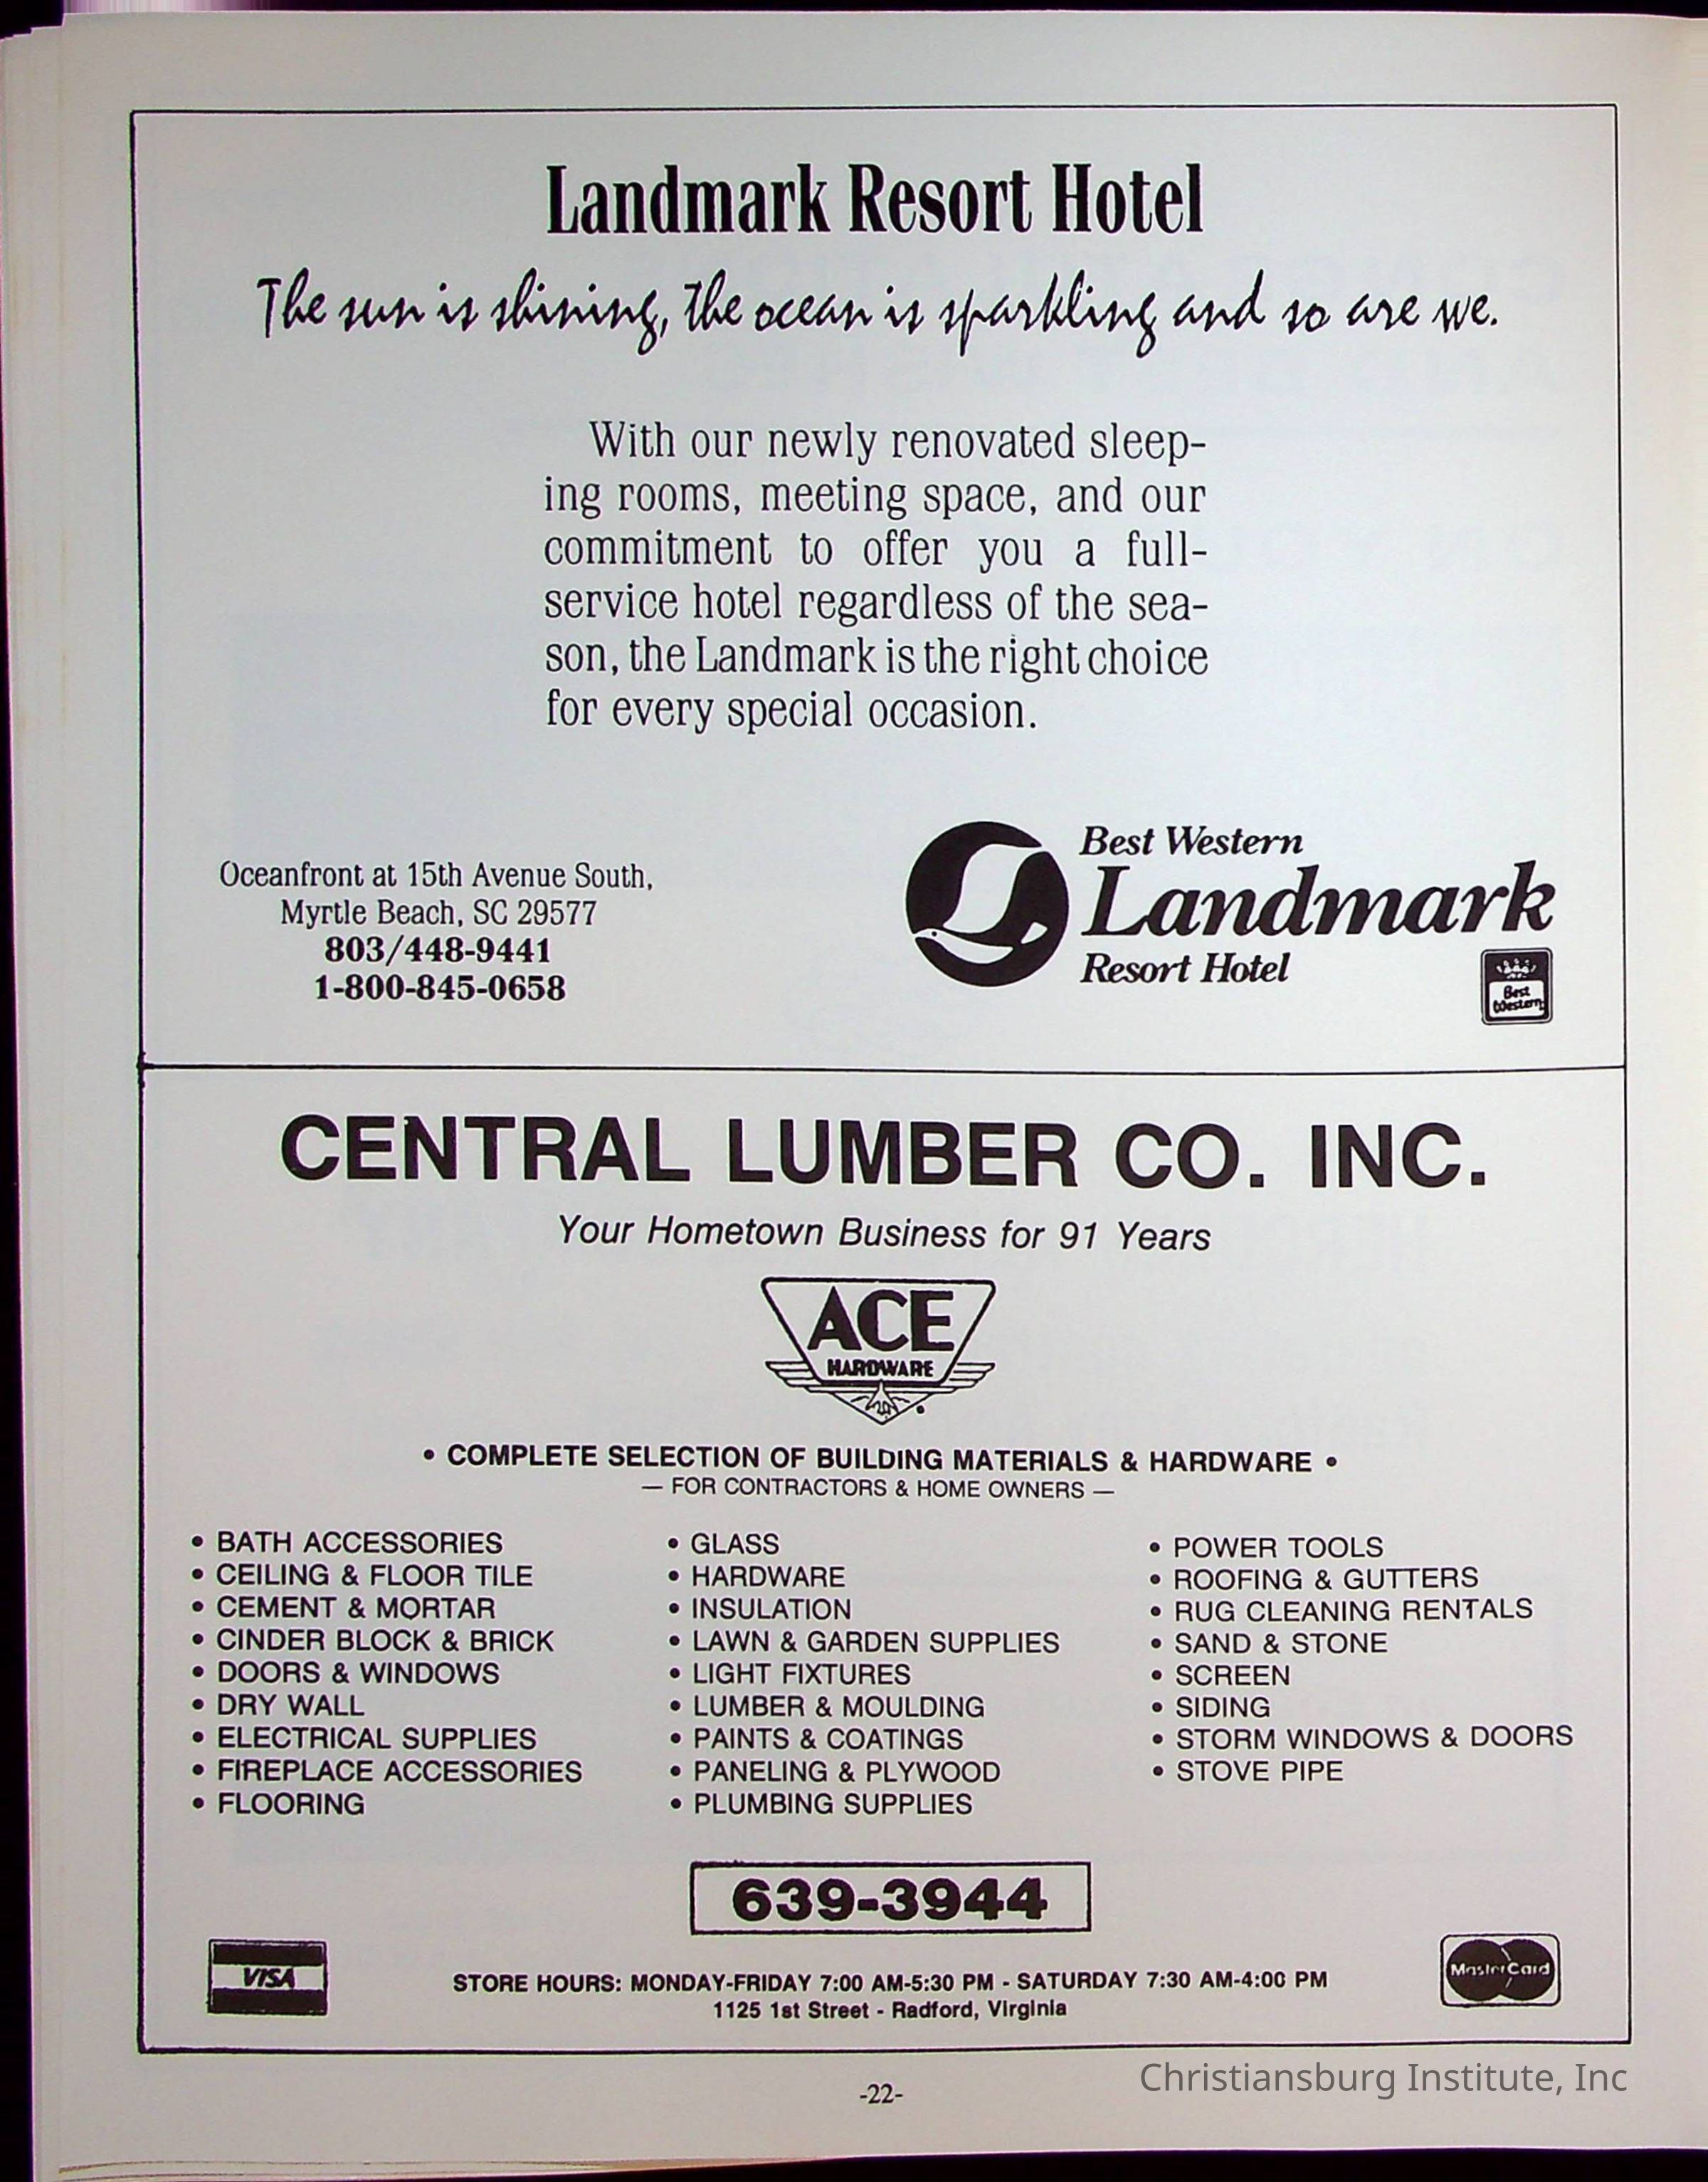 Landmark Resort Hotel
The sun is shining, the ocean is sparkling and so are we.
With our newly renovated sleep-
ing rooms, meeting space, and our
commitment to offer you a full-
service hotel regardless of the sea-
son, the Landmark is the right choice
for every special occasion.
Oceanfront at 15th Avenue South,
Myrtle Beach, SC 29577
803/448-9441
1-800-845-0658
Best Western
Landmark
Resort Hotel
Best
Western
CENTRAL LUMBER CO. INC.
Your Hometown Business for 91 Years
ACE
HARDWARE
• COMPLETE SELECTION OF BUILDING MATERIALS & HARDWARE •
— FOR CONTRACTORS & HOME OWNERS —
• BATH ACCESSORIES
• CEILING & FLOOR TILE
• CEMENT & MORTAR
• CINDER BLOCK & BRICK
• DOORS & WINDOWS
• DRY WALL
• ELECTRICAL SUPPLIES
• FIREPLACE ACCESSORIES
• FLOORING
• GLASS
• HARDWARE
• INSULATION
• LAWN & GARDEN SUPPLIES
• LIGHT FIXTURES
• LUMBER & MOULDING
• PAINTS & COATINGS
• PANELING & PLYWOOD
• PLUMBING SUPPLIES
• POWER TOOLS
• ROOFING & GUTTERS
• RUG CLEANING RENTALS
• SAND & STONE
• SCREEN
• SIDING
• STORM WINDOWS & DOORS
• STOVE PIPE
639-3944
VISA
STORE HOURS: MONDAY-FRIDAY 7:00 AM-5:30 PM - SATURDAY 7:30 AM-4:00 PM
1125 1st Street - Radford, Virginia
MasterCard
-22-
Christiansburg Institute, Inc